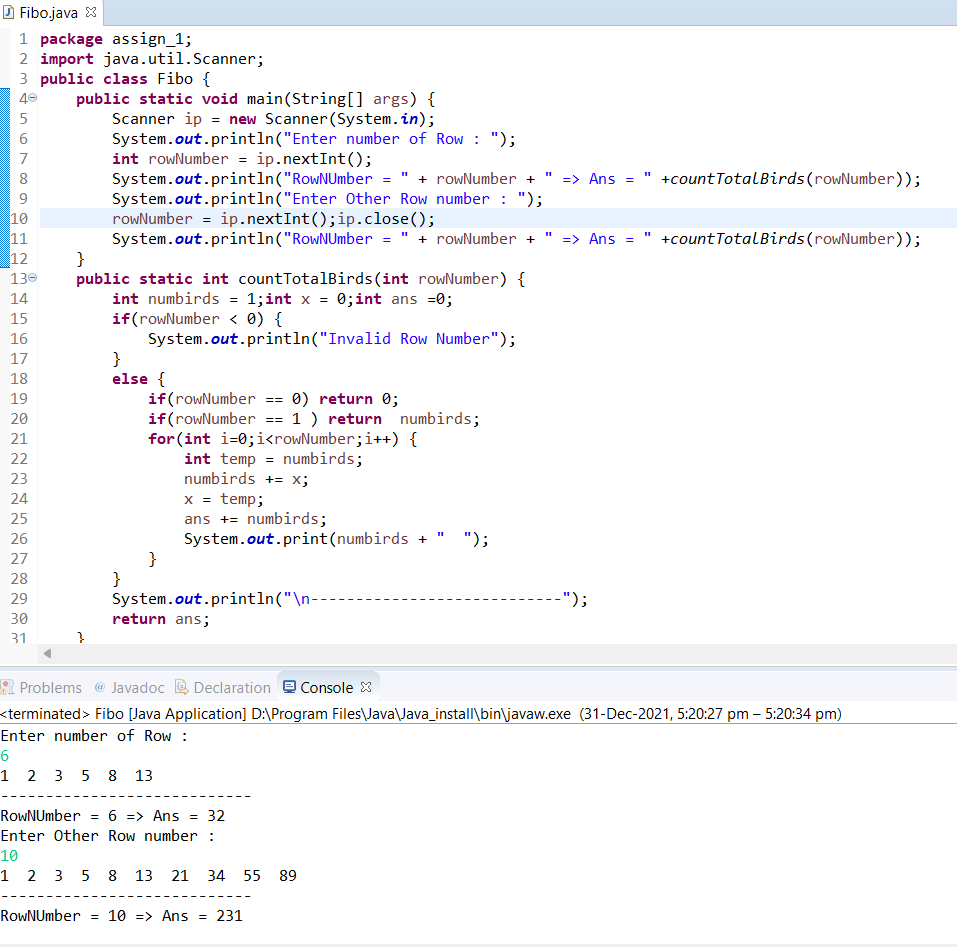 Fibo.java
1 package assign_1;
2 import java.util.Scanner;
3 public class Fibo {
4     public static void main(String[] args) {
5         Scanner ip = new Scanner(System.in);
6         System.out.println("Enter number of Row : ");
7         int rowNumber = ip.nextInt();
8         System.out.println("RowNUmber = " + rowNumber + " => Ans = " +countTotalBirds(rowNumber));
9         System.out.println("Enter Other Row number : ");
10         rowNumber = ip.nextInt();ip.close();
11         System.out.println("RowNUmber = " + rowNumber + " => Ans = " +countTotalBirds(rowNumber));
12     }
13     public static int countTotalBirds(int rowNumber) {
14         int numbirds = 1;int x = 0;int ans =0;
15         if(rowNumber < 0) {
16             System.out.println("Invalid Row Number");
17         }
18         else {
19             if(rowNumber == 0) return 0;
20             if(rowNumber == 1 ) return  numbirds;
21             for(int i=0;i<rowNumber;i++) {
22                 int temp = numbirds;
23                 numbirds += x;
24                 x = temp;
25                 ans += numbirds;
26                 System.out.print(numbirds + "  ");
27             }
28         }
29         System.out.println("\n----------------------------");
30         return ans;
31     }
Problems @ Javadoc Declaration Console
<terminated> Fibo [Java Application] D:\Program Files\Java\Java_install\bin\javaw.exe (31-Dec-2021, 5:20:27 pm – 5:20:34 pm)
Enter number of Row :
6
1  2  3  5  8  13
----------------------------
RowNUmber = 6 => Ans = 32
Enter Other Row number :
10
1  2  3  5  8  13  21  34  55  89
----------------------------
RowNUmber = 10 => Ans = 231